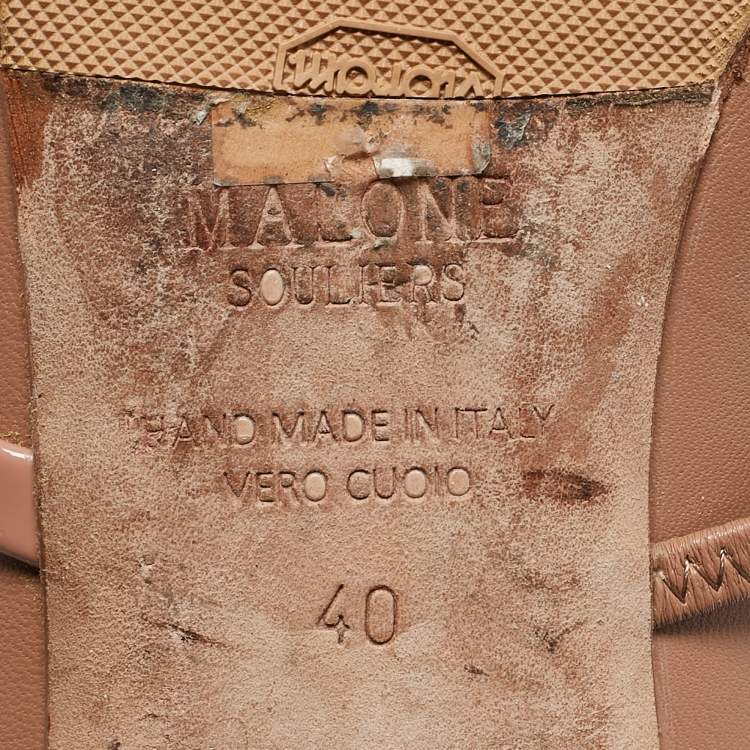 MALONE
SOULIERS
HAND MADE IN ITALY
VERO CUOIO
40